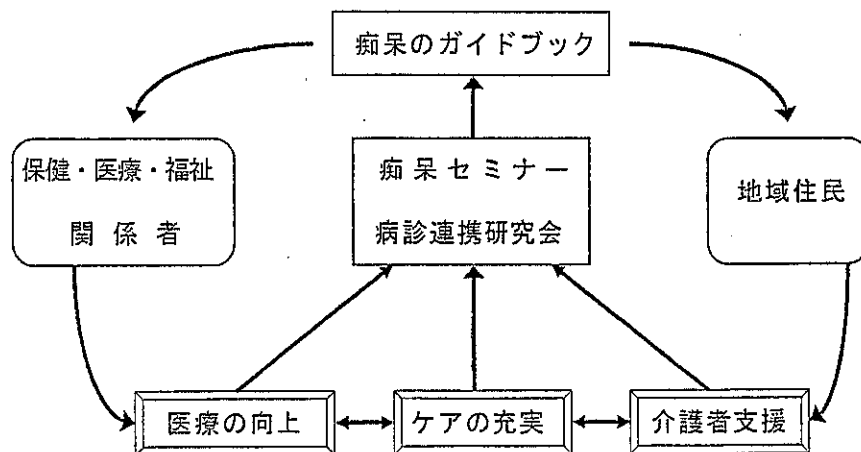 痴呆のガイドブック
保健・医療・福祉
関係者
痴呆セミナー
病診連携研究会
地域住民
医療の向上
ケアの充実
介護者支援